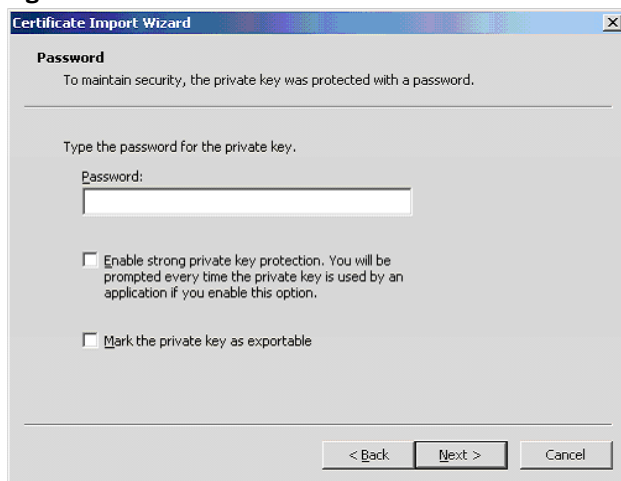 Certificate Import Wizard
Password
To maintain security, the private key was protected with a password.
Type the password for the private key.
Password:
Enable strong private key protection. You will
prompted every time the private key is used by an
application if you enable this option.
Mark the private key as exportable
< Back
Next >
Cancel